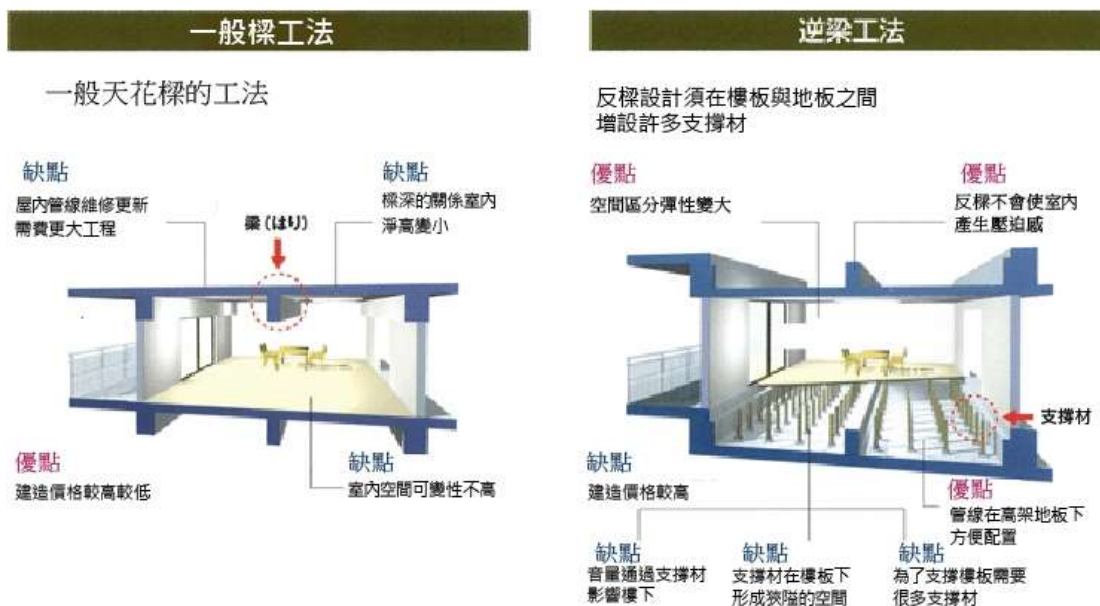 一般樑工法
一般天花樑的工法
缺點
屋內管線維修更新
需費更大工程
缺點
樑深的關係室內
淨高變小
梁(はり)
優點
建造價格較高較低
缺點
室內空間可變性不高
逆梁工法
反樑設計須在樓板與地板之間
增設許多支撐材
優點
空間區分彈性變大
優點
反樑不會使室內
產生壓迫感
支撐材
缺點
建造價格較高
優點
管線在高架地板下
方便配置
缺點
音量通過支撐材
影響樓下
缺點
支撐材在樓板下
形成狹隘的空間
缺點
為了支撐樓板需要
很多支撐材